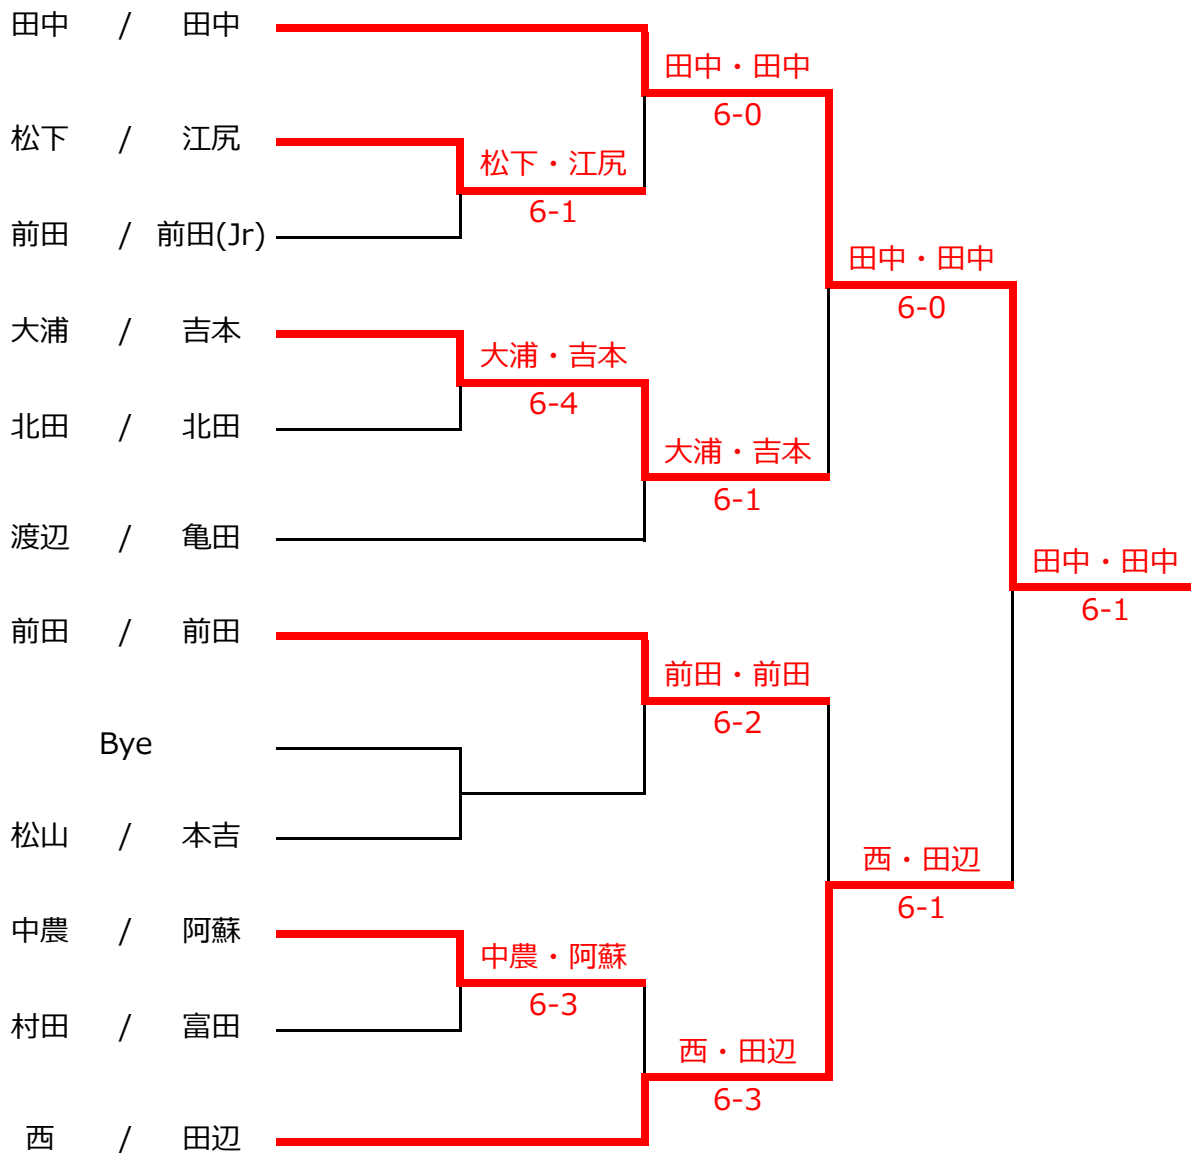 田中 / 田中
田中・田中
6-0
松下 / 江尻
松下・江尻
6-1
前田 / 前田(Jr)
田中・田中
6-0
大浦 / 吉本
大浦・吉本
6-4
北田 / 北田
大浦・吉本
6-1
渡辺 / 亀田
田中・田中
6-1
前田 / 前田
前田・前田
6-2
Bye
松山 / 本吉
西・田辺
6-1
中農 / 阿蘇
中農・阿蘇
6-3
村田 / 富田
西・田辺
6-3
西 / 田辺